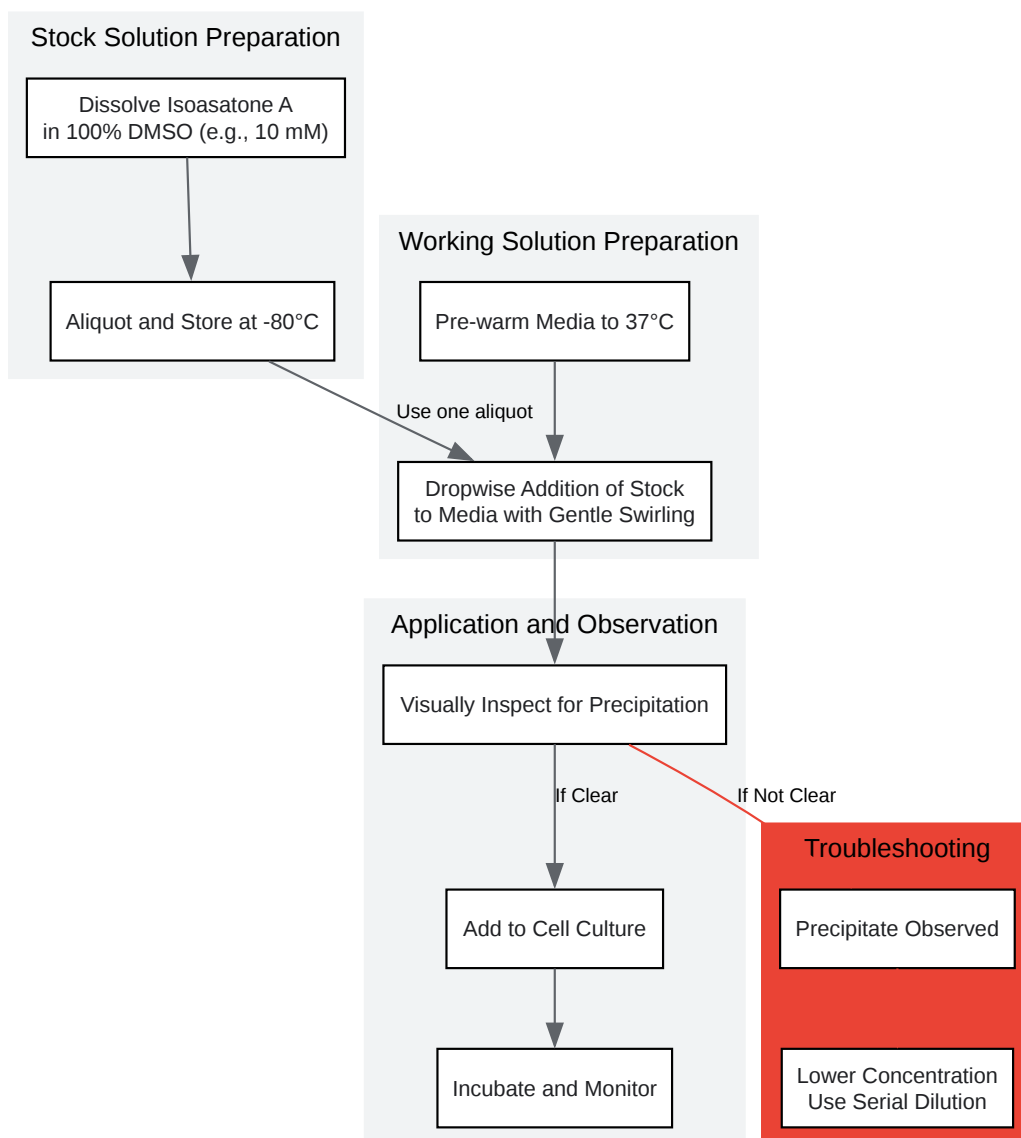 Stock Solution Preparation
Dissolve Isoasatone A
in 100% DMSO (e.g., 10 mM)
Aliquot and Store at -80°C
Working Solution Preparation
Pre-warm Media to 37°C
Use one aliquot
Dropwise Addition of Stock
to Media with Gentle Swirling
Application and Observation
Visually Inspect for Precipitation
If Clear
If Not Clear
Troubleshooting
Add to Cell Culture
Precipitate Observed
Incubate and Monitor
Lower Concentration
Use Serial Dilution